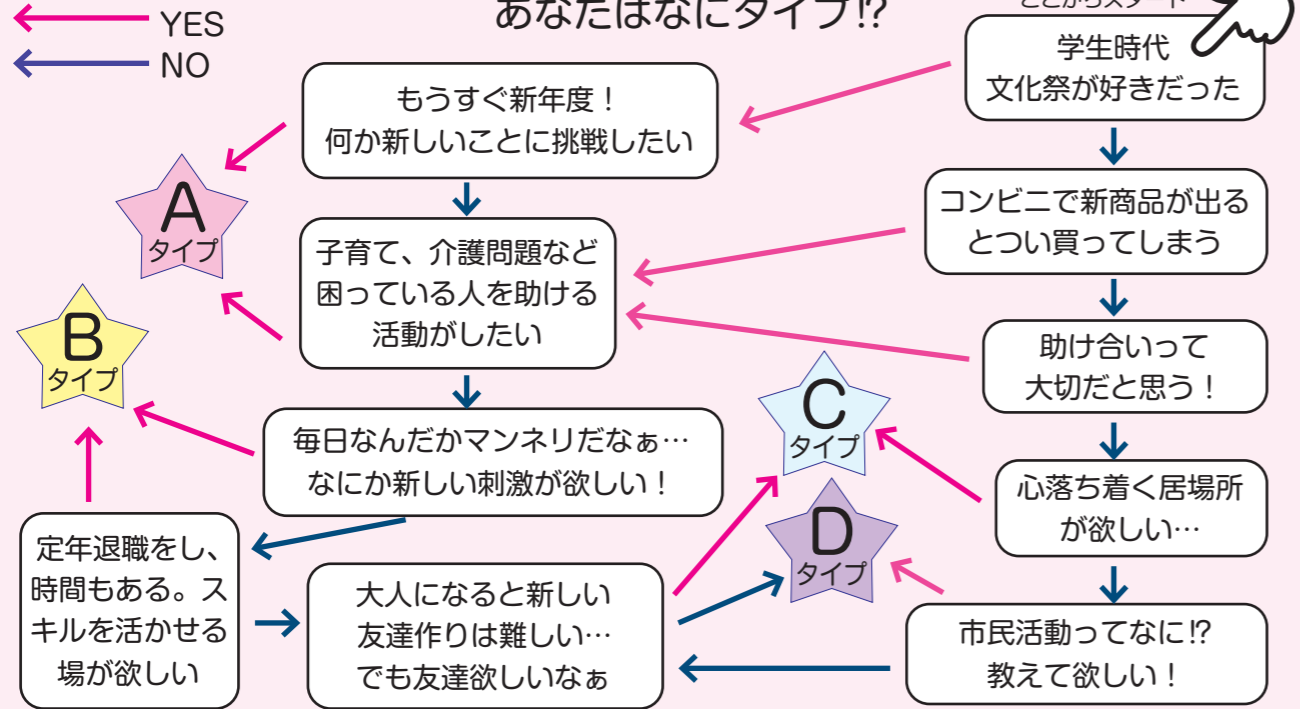 YES
NO
あなたはなにタイプ!?
ここからスタート
学生時代
文化祭が好きだった
もうすぐ新年度！
何か新しいことに挑戦したい
コンビニで新商品が出る
とつい買ってしまう
A
タイプ
子育て、介護問題など
困っている人を助ける
活動がしたい
B
タイプ
助け合いって
大切だと思う！
C
タイプ
毎日なんだかマンネリだなぁ…
なにか新しい刺激が欲しい！
心落ち着く居場所
が欲しい…
D
タイプ
定年退職をし、
時間もある。ス
キルを活かせる
場が欲しい
大人になると新しい
友達作りは難しい…
でも友達欲しいなぁ
市民活動ってなに!?
教えて欲しい！